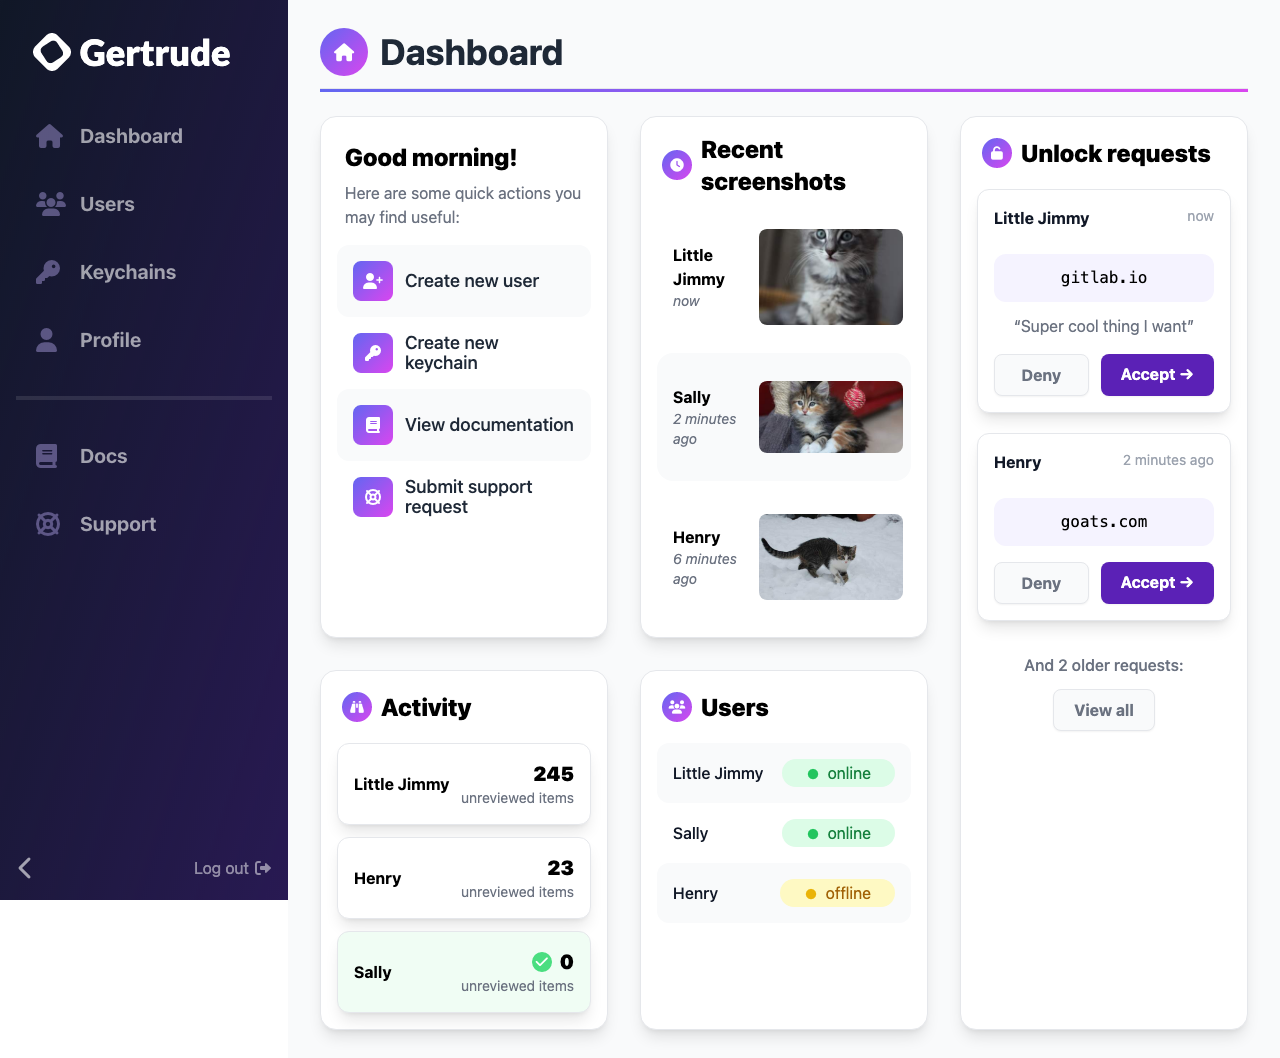 Gertrude
Dashboard
Users
Keychains
Profile
Docs
Support
Log out
Dashboard
Good morning!
Here are some quick actions you
may find useful:
Create new user
Create new
keychain
View documentation
Submit support
request
Recent
screenshots
Little
Jimmy
now
Sally
2 minutes
ago
Henry
6 minutes
ago
Unlock requests
Little Jimmy now
gitlab.io
“Super cool thing I want”
Deny Accept →
Henry 2 minutes ago
goats.com
Deny Accept →
And 2 older requests:
View all
Activity
Little Jimmy 245
unreviewed items
Henry 23
unreviewed items
Sally 0
unreviewed items
Users
Little Jimmy online
Sally online
Henry offline